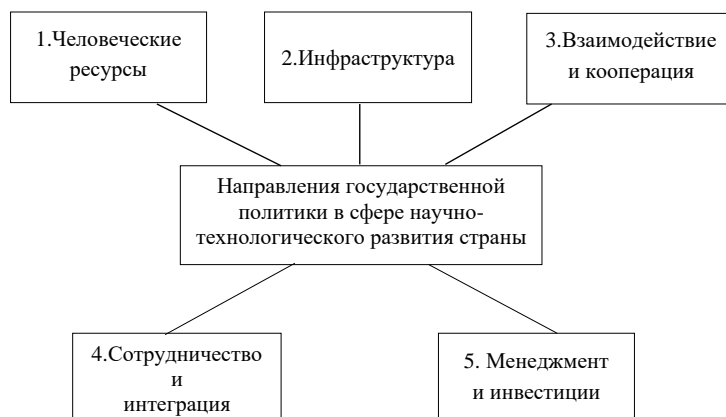 1.Человеческие
ресурсы
2.Инфраструктура
3.Взаимодействие
и кооперация
Направления государственной
политики в сфере научно-
технологического развития страны
4.Сотрудничество
и
интеграция
5. Менеджмент
и инвестиции